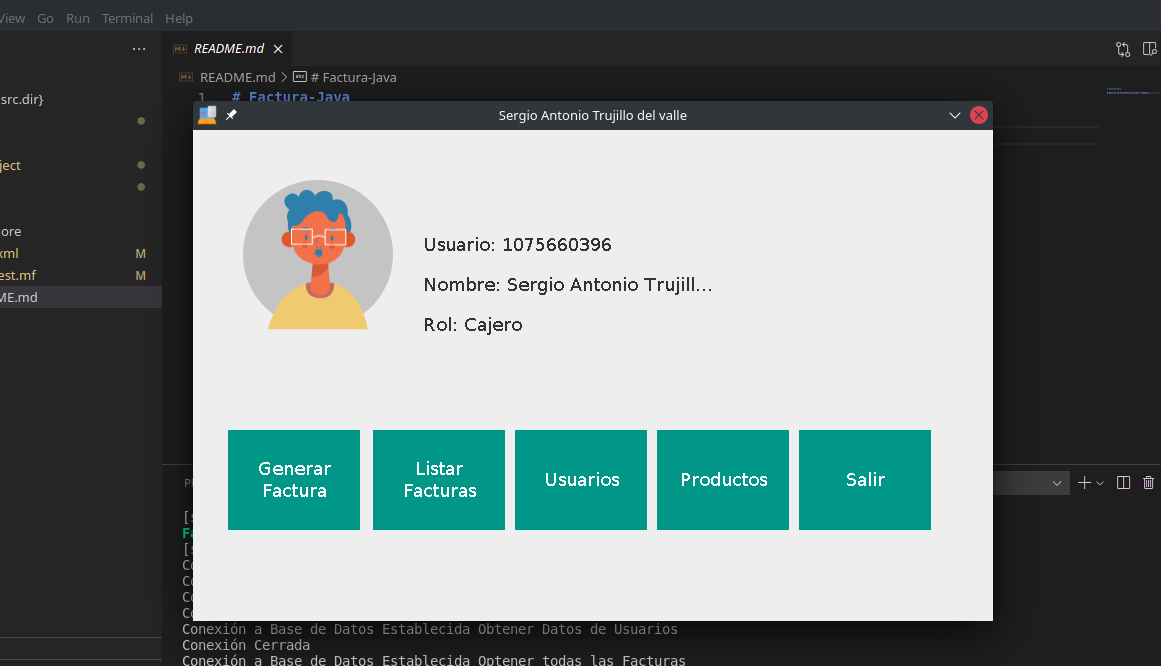 View Go Run Terminal Help
README.md
README.md > # Factura-Java
1 # Factura-Java
src.dir}
ject
ore
xml M
est.mf M
ME.md
Sergio Antonio Trujillo del valle
Usuario: 1075660396
Nombre: Sergio Antonio Trujill...
Rol: Cajero
Generar
Factura
Listar
Facturas
Usuarios
Productos
Salir
Conexión a Base de Datos Establecida Obtener Datos de Usuarios
Conexión Cerrada
Conexión a Base de Datos Establecida Optener todas las Facturas